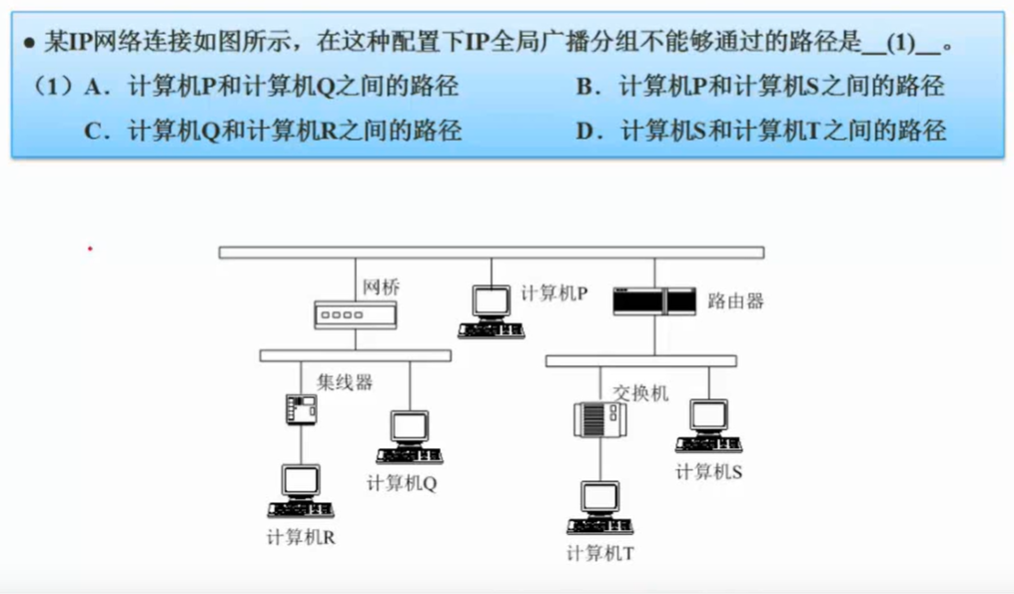 ● 某IP网络连接如图所示，在这种配置下IP全局广播分组不能够通过的路径是__(1)__。
（1）A．计算机P和计算机Q之间的路径 B．计算机P和计算机S之间的路径
C．计算机Q和计算机R之间的路径 D．计算机S和计算机T之间的路径
网桥
计算机P
路由器
集线器
交换机
计算机Q
计算机S
计算机R
计算机T